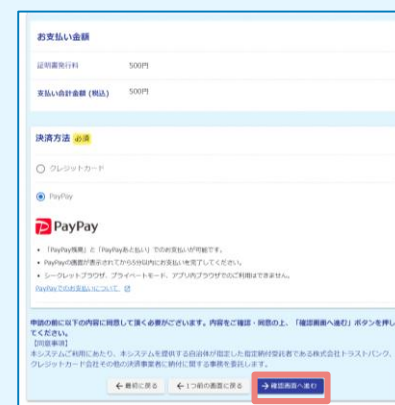 お支払い金額
証明書発行料 500円
支払い合計金額 (税込) 500円
決済方法 必須
クレジットカード
PayPay
PayPay
• 「PayPay残高」と「PayPayあと払い」でのお支払いが可能です。
• PayPayの画面が表示されてから5分以内にお支払いを完了してください。
• シークレットブラウザ、プライベートモード、アプリ内ブラウザでのご利用はできません。
PayPayでのお支払いについて
申請の前に以下の内容に同意して頂く必要がございます。内容をご確認・同意の上、「確認画面へ進む」ボタンを押し
てください。
【同意事項】
本システムご利用にあたり、本システムを提供する自治体が指定した指定納付受託者である株式会社トラストバンク、
クレジットカード会社その他の決済事業者に納付に関する事務を委託します。
← 最初に戻る ← 1つ前の画面に戻る → 確認画面へ進む